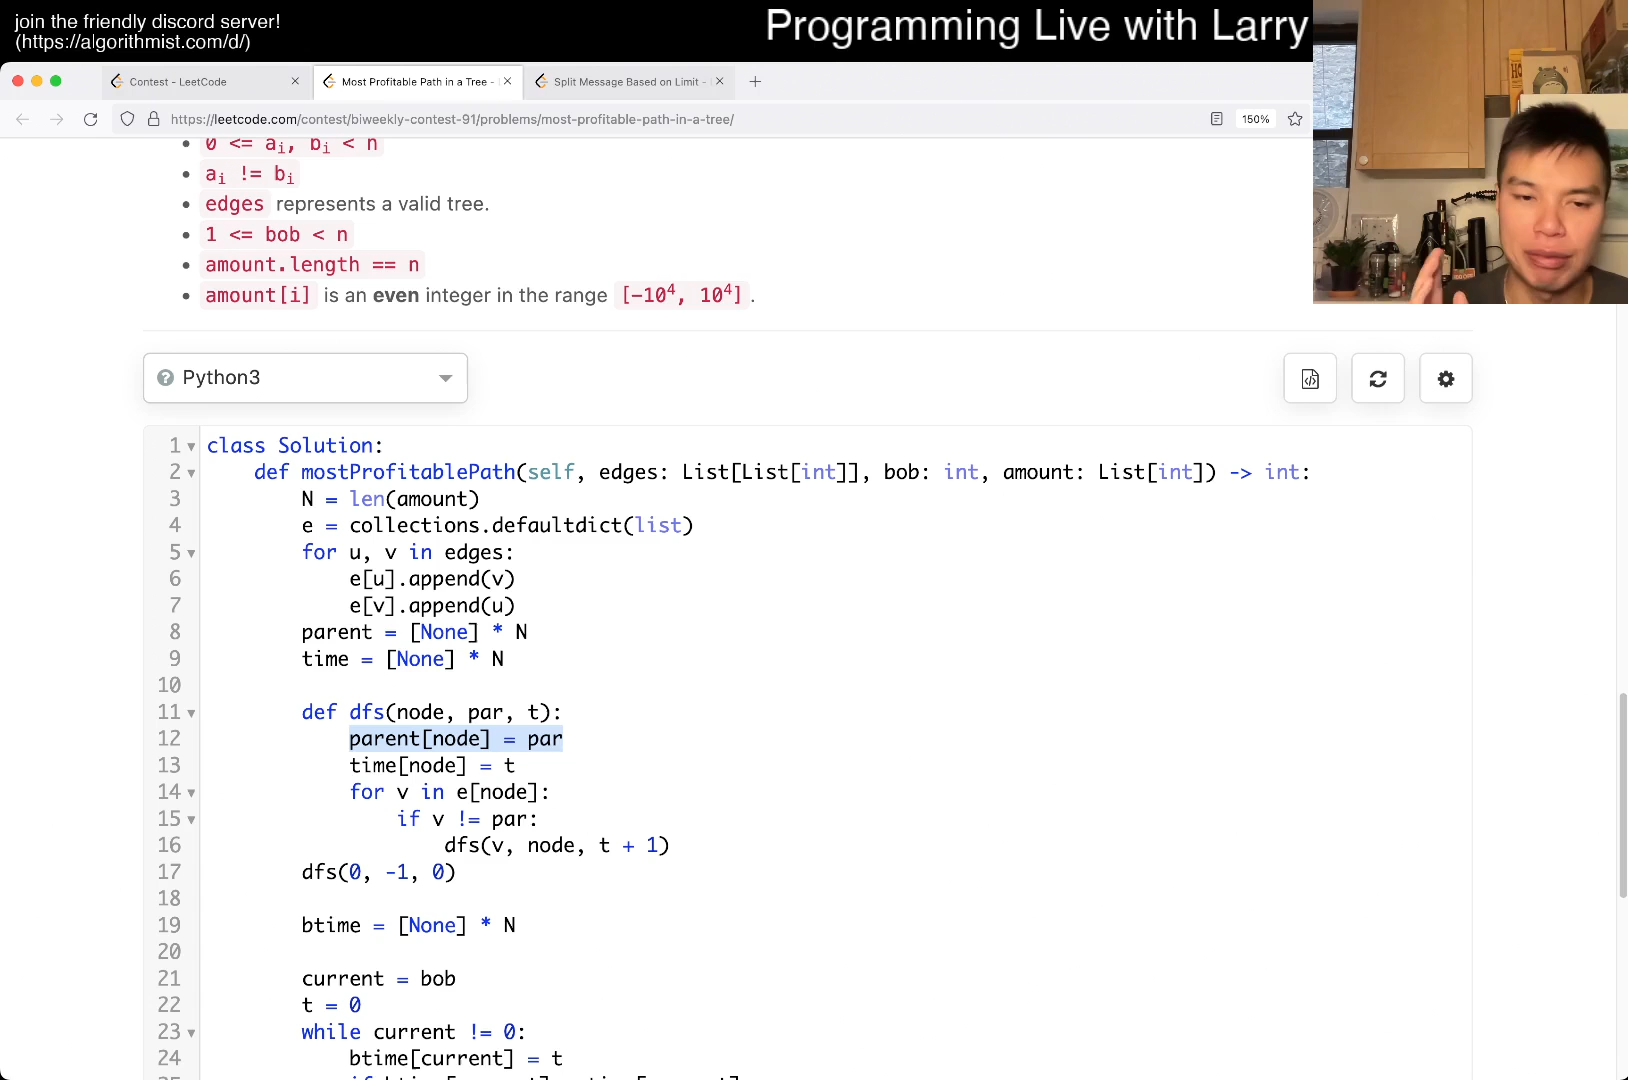 join the friendly discord server!
(https://algorithmist.com/d/)
Programming Live with Larry
Contest - LeetCode
Most Profitable Path in a Tree -
Split Message Based on Limit -
https://leetcode.com/contest/biweekly-contest-91/problems/most-profitable-path-in-a-tree/
150%
0 <= ai, bi < n
ai != bi
edges represents a valid tree.
1 <= bob < n
amount.length == n
amount[i] is an even integer in the range [-10⁴, 10⁴].
Python3
1 class Solution:
2 def mostProfitablePath(self, edges: List[List[int]], bob: int, amount: List[int]) -> int:
3 N = len(amount)
4 e = collections.defaultdict(list)
5 for u, v in edges:
6 e[u].append(v)
7 e[v].append(u)
8 parent = [None] * N
9 time = [None] * N
10
11 def dfs(node, par, t):
12 parent[node] = par
13 time[node] = t
14 for v in e[node]:
15 if v != par:
16 dfs(v, node, t + 1)
17 dfs(0, -1, 0)
18
19 btime = [None] * N
20
21 current = bob
22 t = 0
23 while current != 0:
24 btime[current] = t